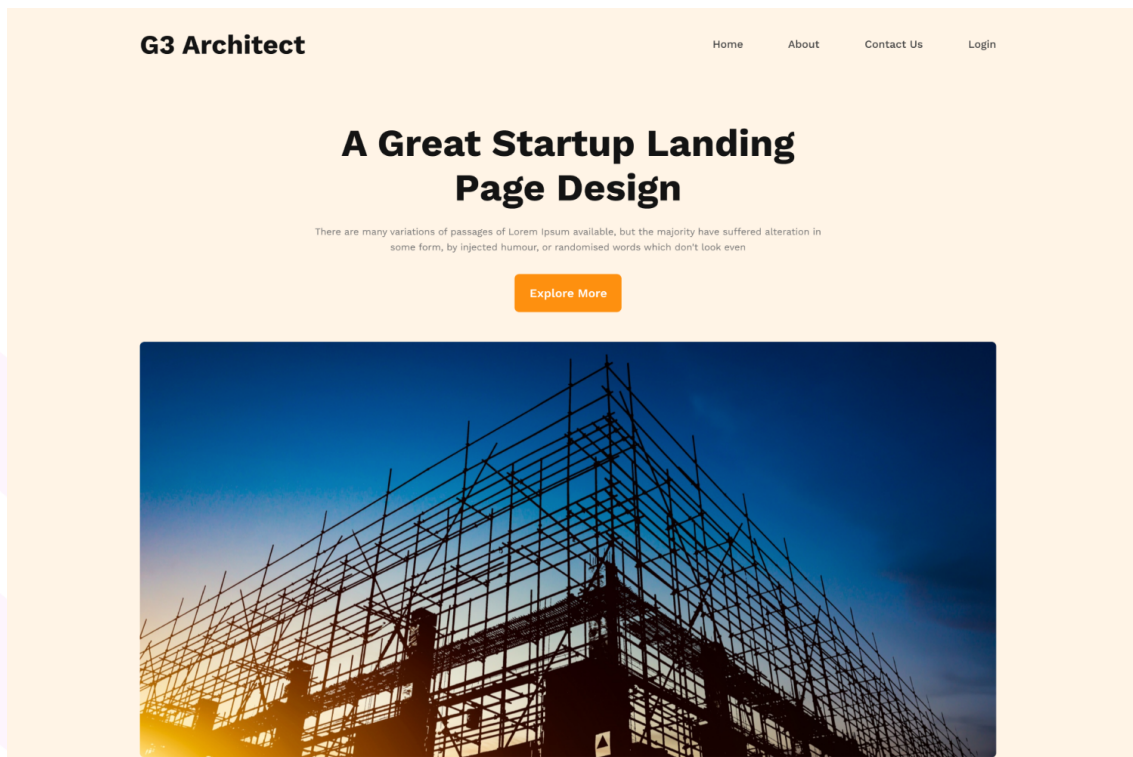 G3 Architect
Home About Contact Us Login
A Great Startup Landing
Page Design
There are many variations of passages of Lorem Ipsum available, but the majority have suffered alteration in
some form, by injected humour, or randomised words which don't look even
Explore More